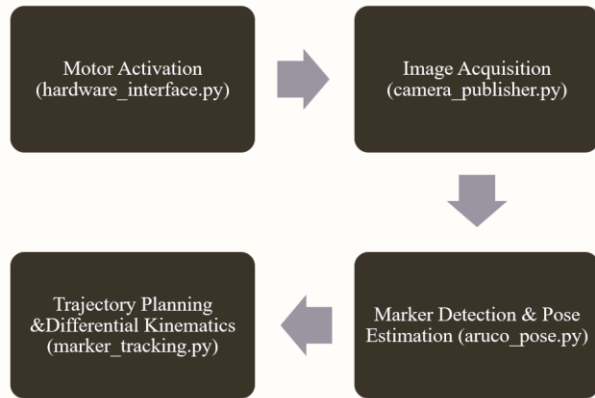 Motor Activation
(hardware_interface.py)
Image Acquisition
(camera_publisher.py)
Marker Detection & Pose
Estimation (aruco_pose.py)
Trajectory Planning
&Differential Kinematics
(marker_tracking.py)